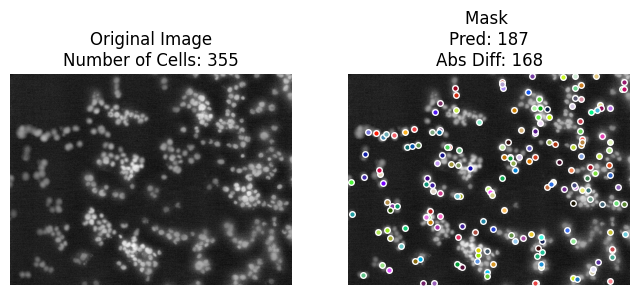 Original Image
Number of Cells: 355
Mask
Pred: 187
Abs Diff: 168